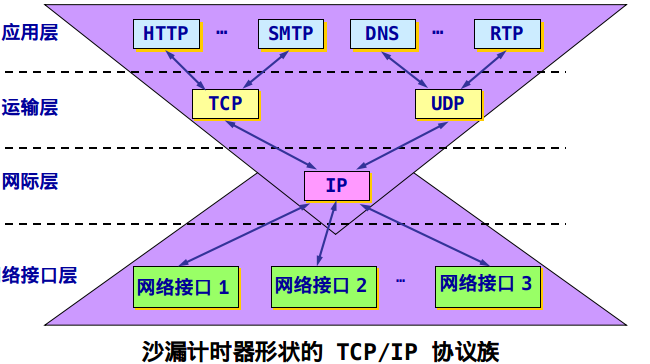 应用层 HTTP … SMTP DNS … RTP
运输层 TCP UDP
网际层 IP
络接口层 网络接口 1 网络接口 2 … 网络接口 3
沙漏计时器形状的 TCP/IP 协议族